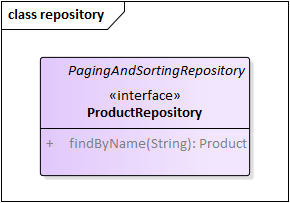 class repository
PagingAndSortingRepository
«interface»
ProductRepository
+ findByName(String): Product